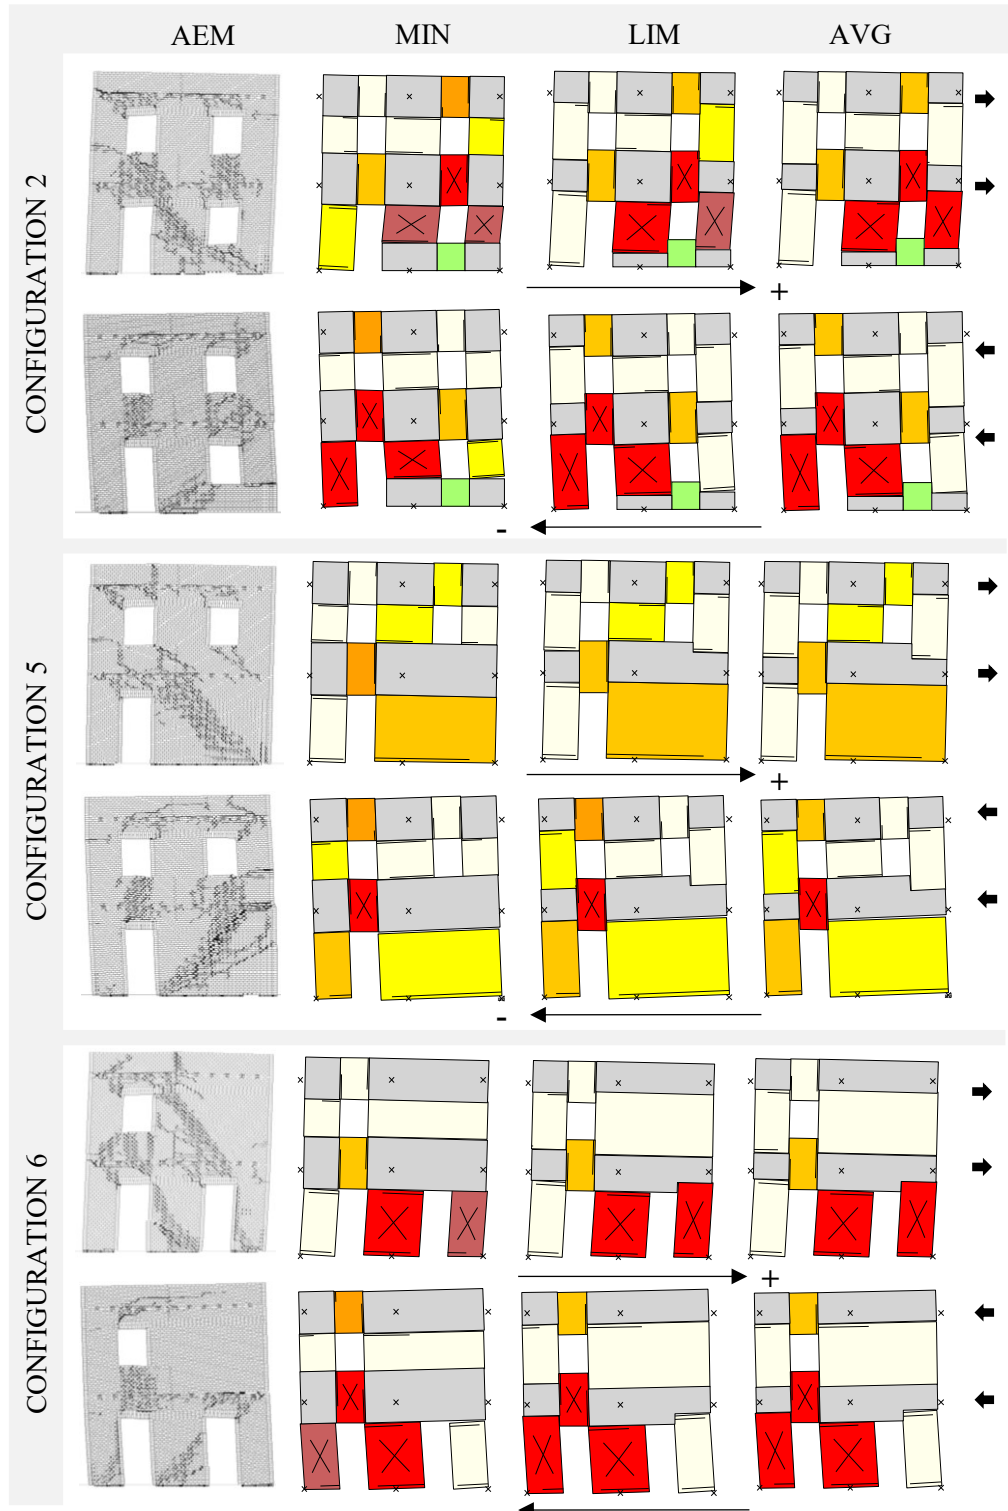 AEM MIN LIM AVG
CONFIGURATION 2
+
-
CONFIGURATION 5
+
-
CONFIGURATION 6
+